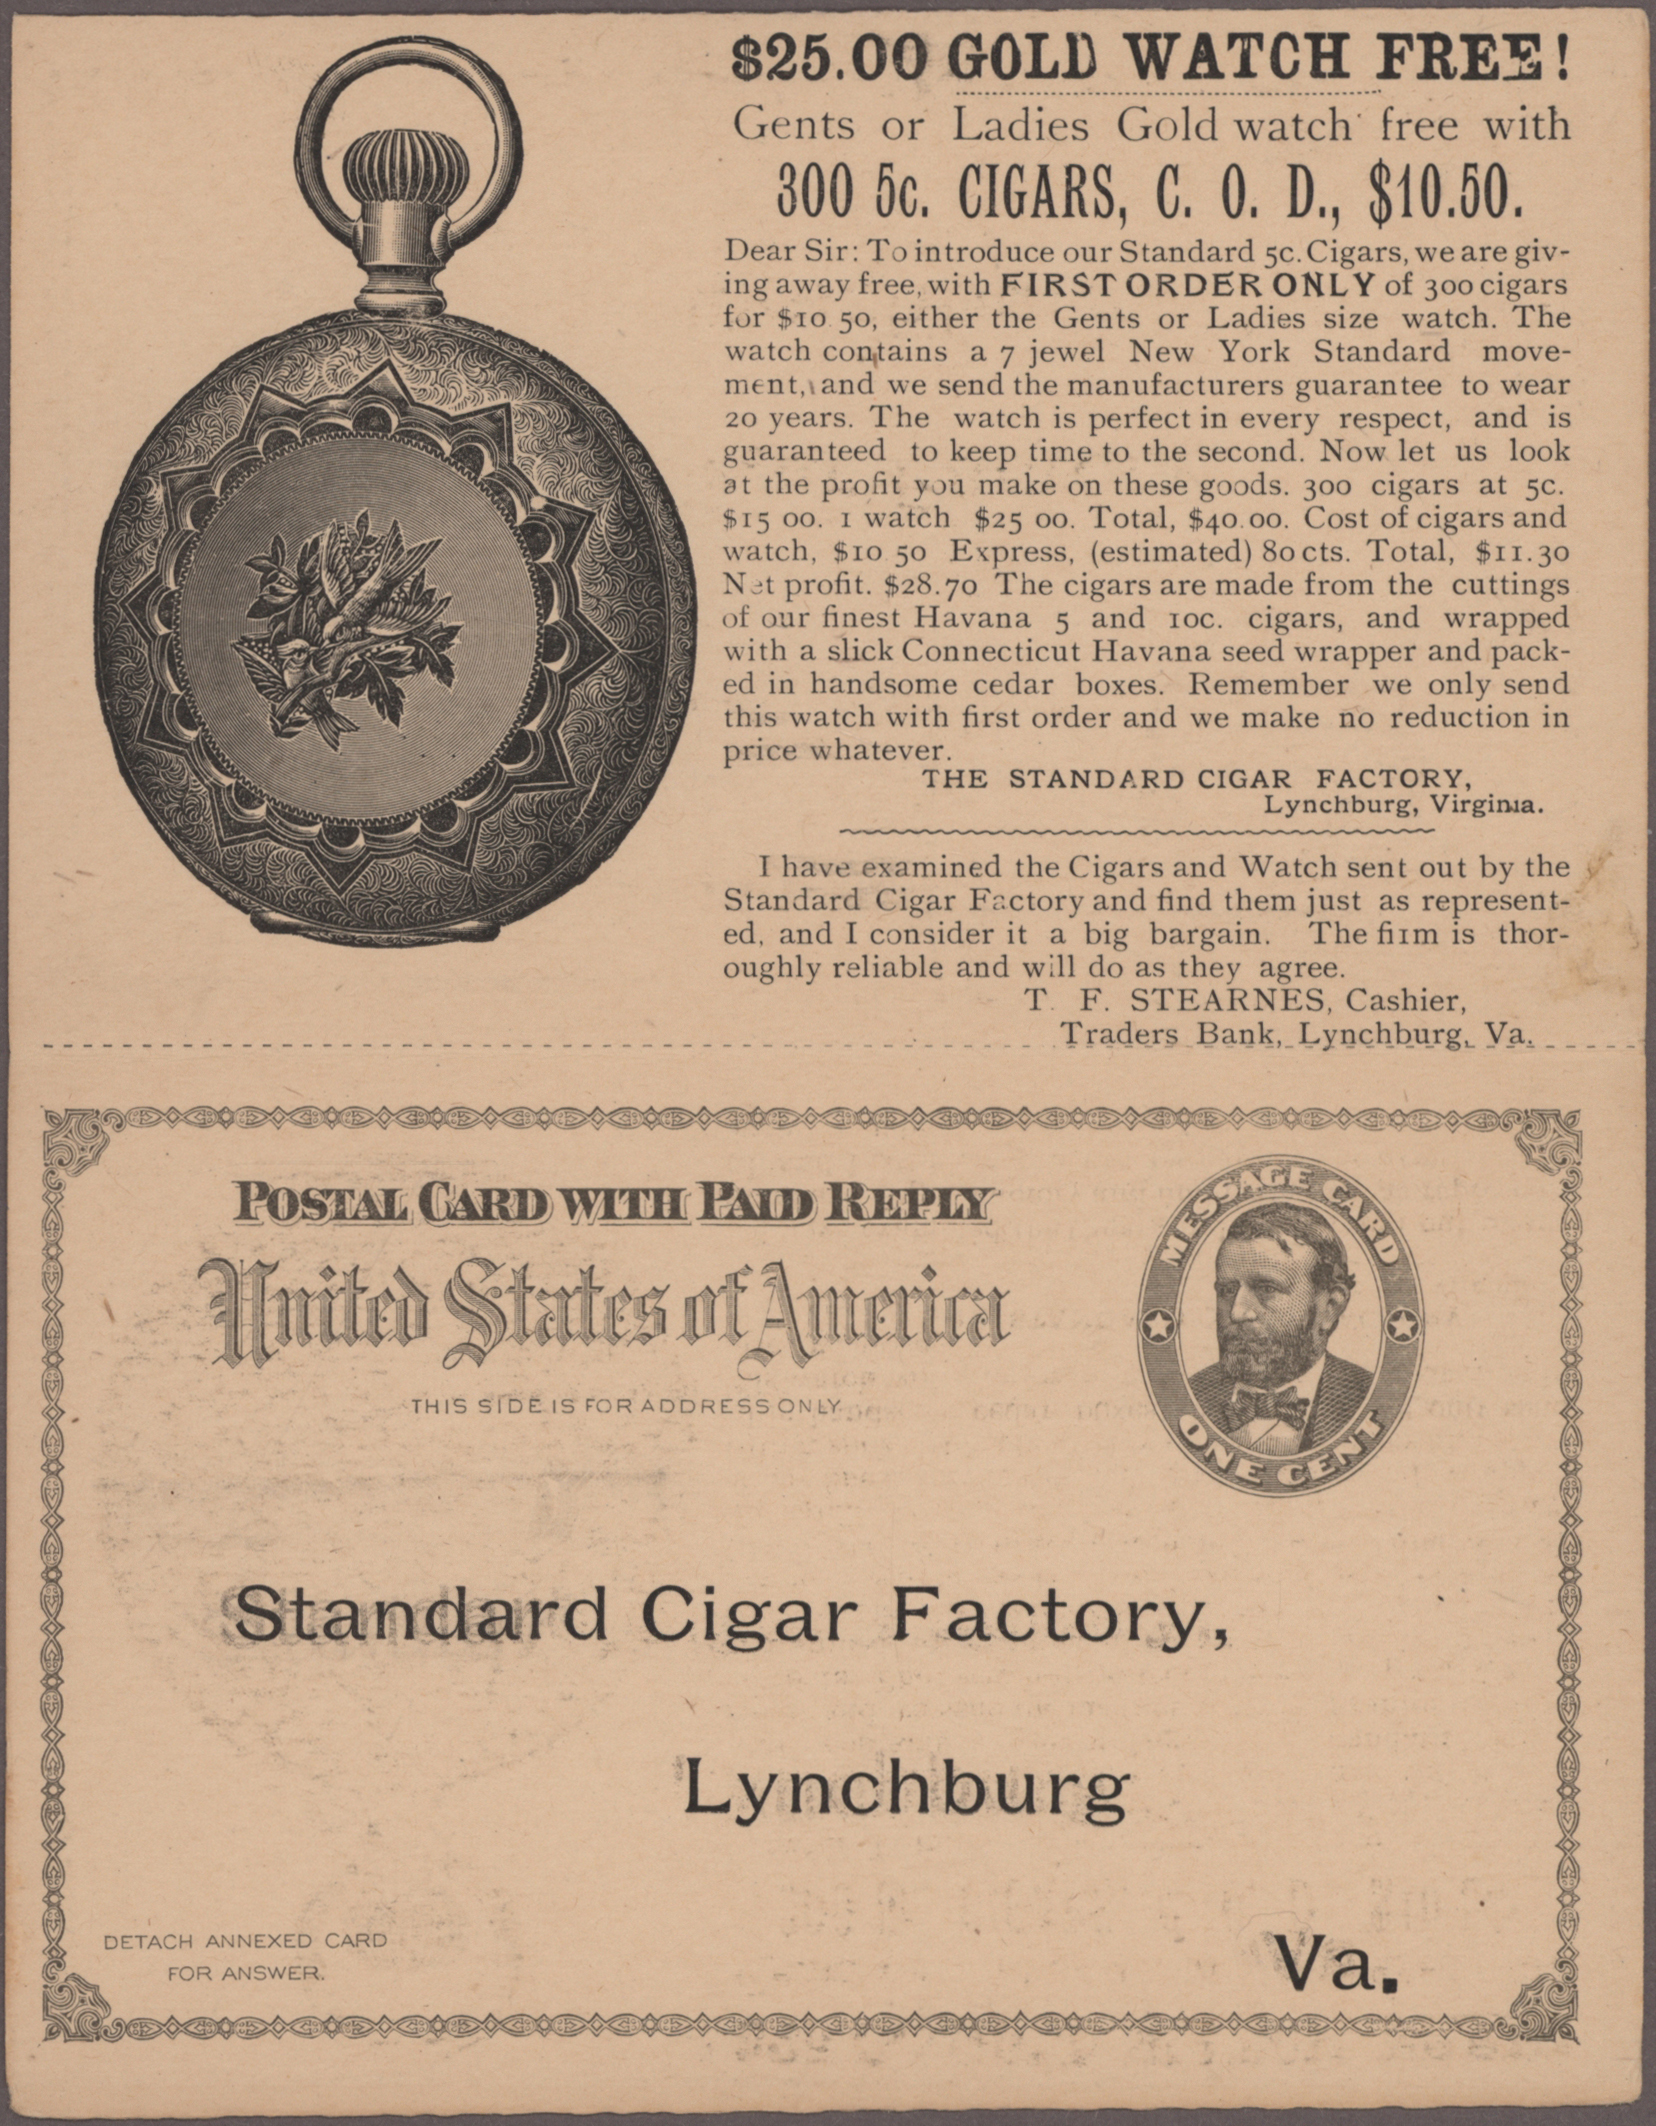 $25.00 GOLD WATCH FREE!
Gents or Ladies Gold watch free with
300 5c. CIGARS, C. O. D., $10.50.
Dear Sir: To introduce our Standard 5c. Cigars, we are giv-
ing away free, with FIRST ORDER ONLY of 300 cigars
for $10 50, either the Gents or Ladies size watch. The
watch contains a 7 jewel New York Standard move-
ment, and we send the manufacturers guarantee to wear
20 years. The watch is perfect in every respect, and is
guaranteed to keep time to the second. Now let us look
at the profit you make on these goods. 300 cigars at 5c.
$15 00. 1 watch $25 00. Total, $40.00. Cost of cigars and
watch, $10 50 Express, (estimated) 80cts. Total, $11.30
Net profit. $28.70 The cigars are made from the cuttings
of our finest Havana 5 and 10c. cigars, and wrapped
with a slick Connecticut Havana seed wrapper and pack-
ed in handsome cedar boxes. Remember we only send
this watch with first order and we make no reduction in
price whatever.
THE STANDARD CIGAR FACTORY,
Lynchburg, Virginia.
I have examined the Cigars and Watch sent out by the
Standard Cigar Factory and find them just as represent-
ed, and I consider it a big bargain. The firm is thor-
oughly reliable and will do as they agree.
T. F. STEARNES, Cashier,
Traders Bank, Lynchburg, Va.
POSTAL CARD WITH PAID REPLY
United States of America
THIS SIDE IS FOR ADDRESS ONLY.
MESSAGE CARD
ONE CENT
Standard Cigar Factory,
Lynchburg
Va.
DETACH ANNEXED CARD
FOR ANSWER.